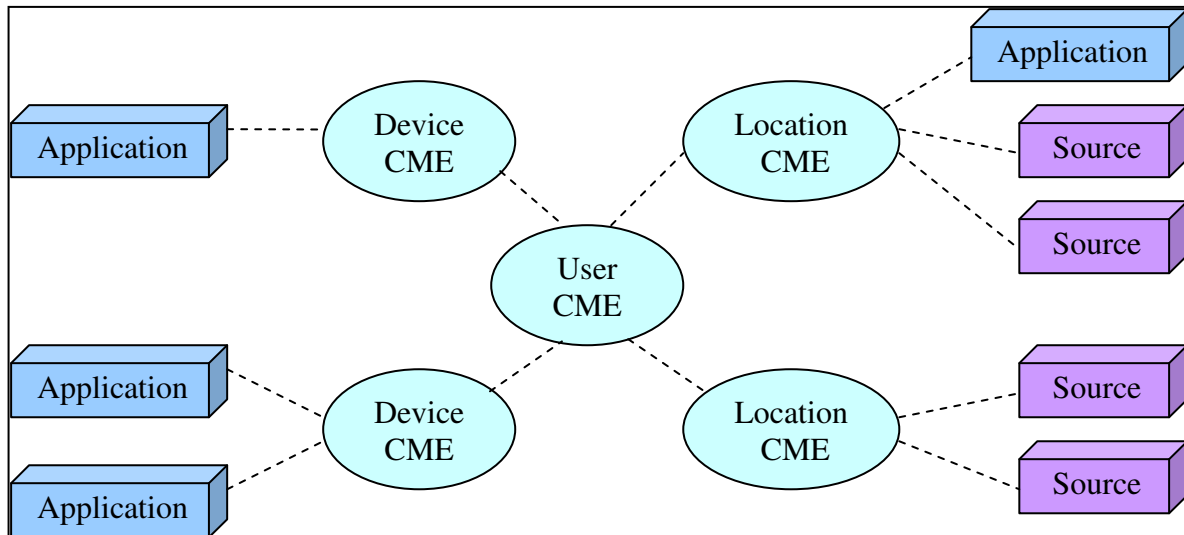 Application
Application
Device
CME
Location
CME
Source
Source
User
CME
Application
Device
CME
Location
CME
Source
Application
Source